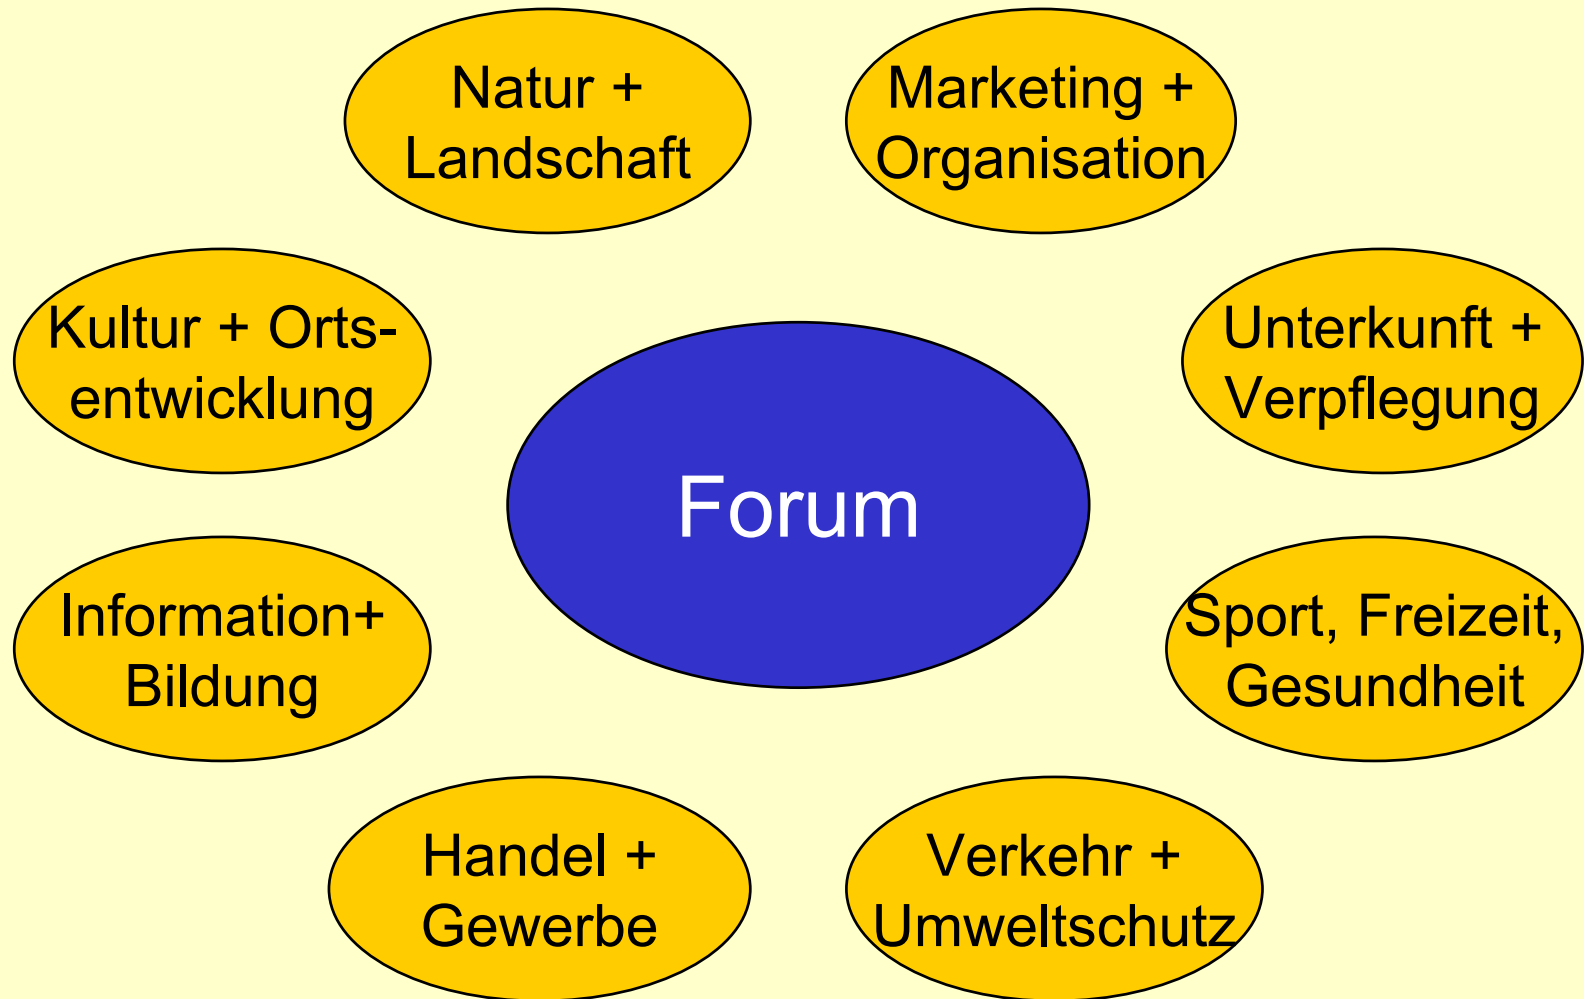 Natur +
Landschaft
Marketing +
Organisation
Kultur + Orts-
entwicklung
Unterkunft +
Verpflegung
Forum
Information+
Bildung
Sport, Freizeit,
Gesundheit
Handel +
Gewerbe
Verkehr +
Umweltschutz